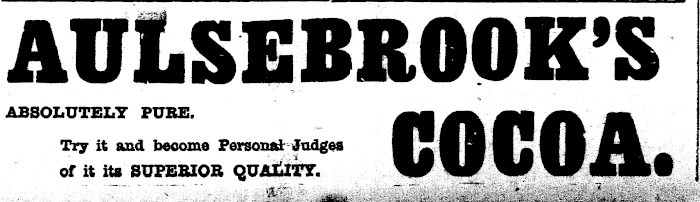 AULSEBROOK'S
ABSOLUTELY PURE.
COCOA.
Try it and become Personal Judges
of it its SUPERIOR QUALITY.